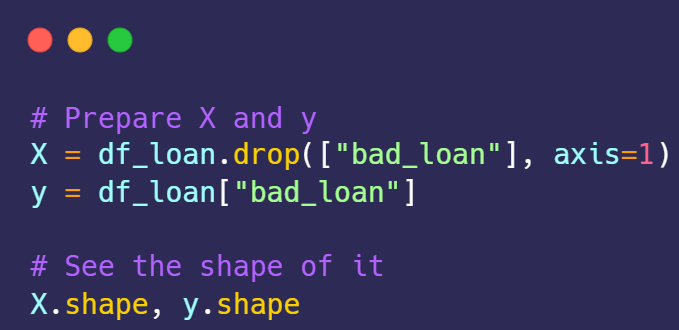 # Prepare X and y
X = df_loan.drop(["bad_loan"], axis=1)
y = df_loan["bad_loan"]
# See the shape of it
X.shape, y.shape